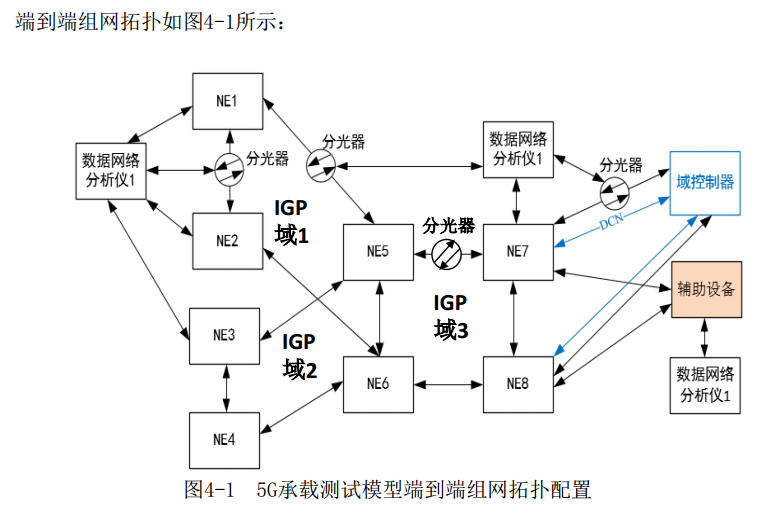 端到端组网拓扑如图4-1所示：
NE1
数据网络
分析仪1
分光器
分光器
NE2
IGP
域1
NE3
IGP
域2
NE4
NE5
NE6
分光器
IGP
域3
数据网络
分析仪1
分光器
域控制器
DCN
NE7
辅助设备
NE8
数据网络
分析仪1
图4-1 5G承载测试模型端到端组网拓扑配置